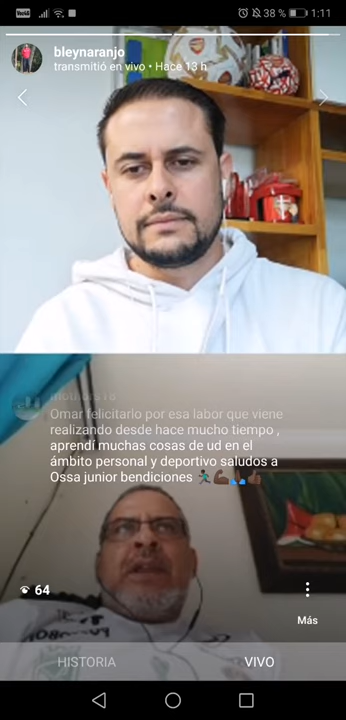 38 % 1:11
bleynaranjo
transmitió en vivo • Hace 13 h
Omar felicitarlo por esa labor que viene
realizando desde hace mucho tiempo ,
aprendí muchas cosas de ud en el
ámbito personal y deportivo saludos a
Ossa junior bendiciones 🏃🏿‍♂️💪🏿🙌🏿👍🏿
64
Más
HISTORIA VIVO